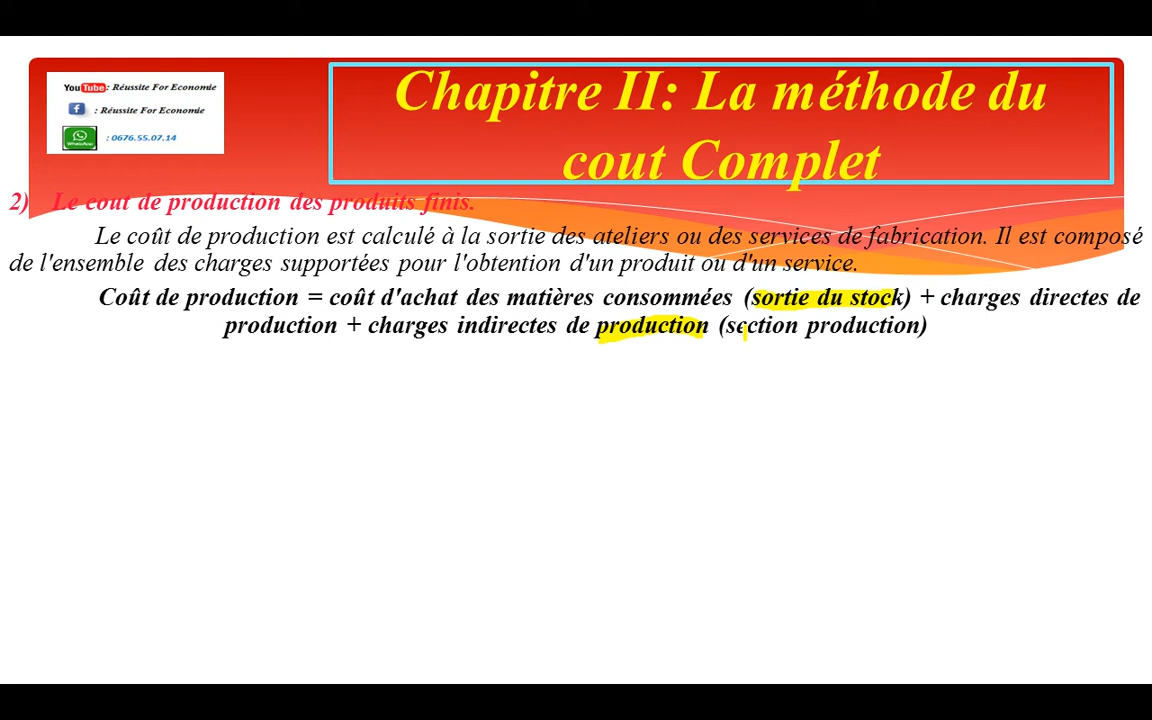 YouTube : Réussite For Economie
: Réussite For Economie
WhatsApp : 0676.55.07.14
Chapitre II: La méthode du
cout Complet
2) Le cout de production des produits finis.
Le coût de production est calculé à la sortie des ateliers ou des services de fabrication. Il est composé
de l'ensemble des charges supportées pour l'obtention d'un produit ou d'un service.
Coût de production = coût d'achat des matières consommées (sortie du stock) + charges directes de
production + charges indirectes de production (section production)